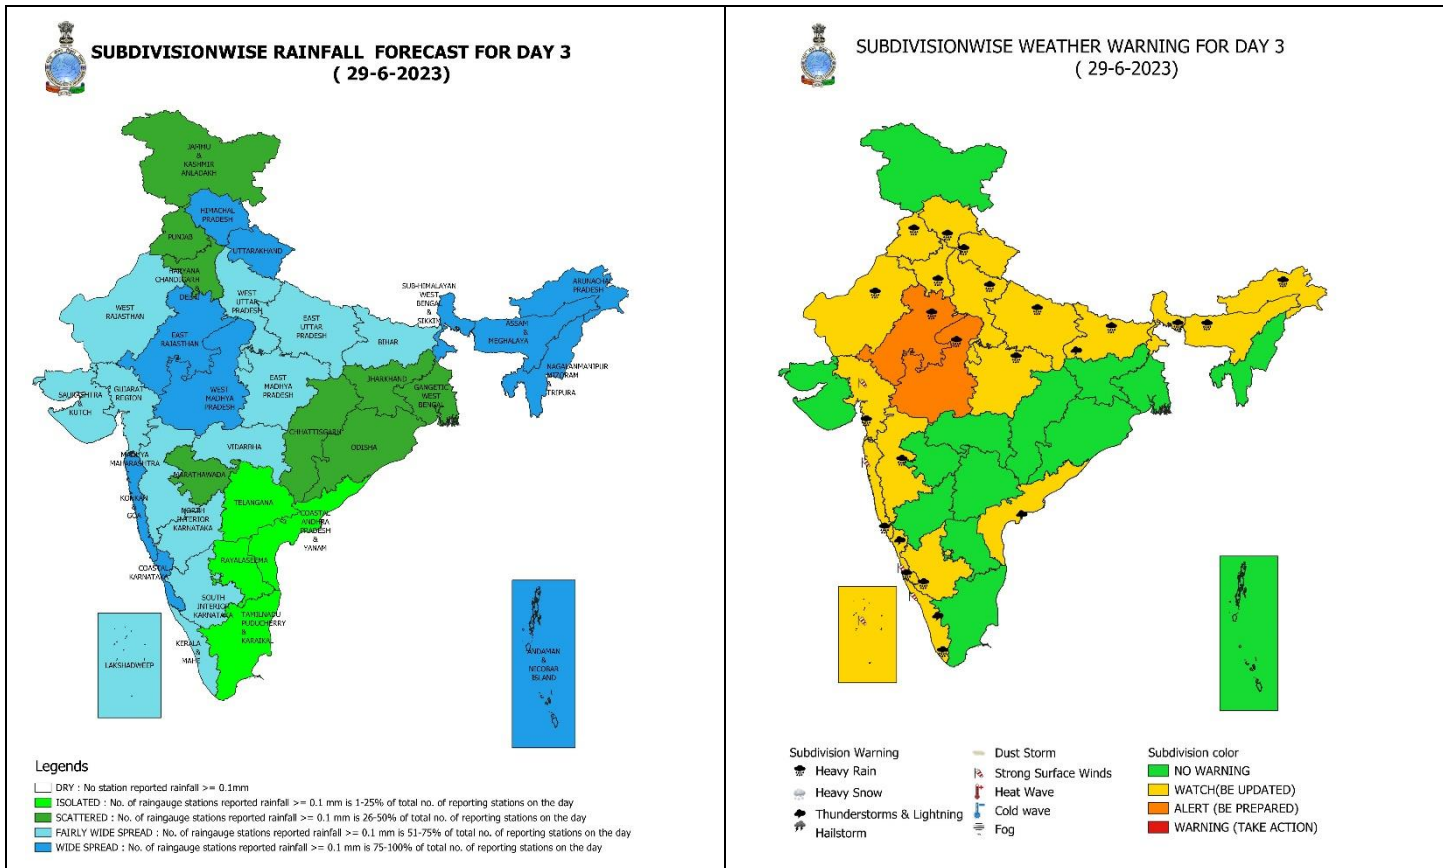 SUBDIVISIONWISE RAINFALL FORECAST FOR DAY 3
( 29-6-2023)
JAMMU
&
KASHMIR
ANLADAKH
HIMACHAL
PRADESH
PUNJAB
UTTARAKHAND
HARYANA
CHANDIGARH
&
DELHI
WEST
RAJASTHAN
WEST
UTTAR
PRADESH
SUB-HIMALAYAN
WEST
BENGAL
&
SIKKIM
ARUNACHAL
PRADESH
EAST
RAJASTHAN
EAST
UTTAR
PRADESH
BIHAR
ASSAM
&
MEGHALAYA
NAGALANMANIPUR
MIZORAM
&
TRIPURA
SAURASHTRA
&
KUTCH
GUJARAT
REGION
WEST
MADHYA
PRADESH
EAST
MADHYA
PRADESH
JHARKHAND
GANGETIC
WEST
BENGAL
CHHATTISGARH
ODISHA
VIDARBHA
MADHYA
MAHARASHTRA
MARATHAWADA
KONKAN
&
GOA
TELANGANA
NORTH
INTERIOR
KARNATAKA
COASTAL
ANDHRA
PRADESH
&
YANAM
RAYALASEEMA
COASTAL
KARNATAKA
SOUTH
INTERIOR
KARNATAKA
TAMILNADU
PUDUCHERRY
&
KARAIKAL
KERALA
&
MAHE
LAKSHADWEEP
ANDAMAN
&
NICOBAR
ISLAND
Legends
DRY : No station reported rainfall >= 0.1mm
ISOLATED : No. of raingauge stations reported rainfall >= 0.1 mm is 1-25% of total no. of reporting stations on the day
SCATTERED : No. of raingauge stations reported rainfall >= 0.1 mm is 26-50% of total no. of reporting stations on the day
FAIRLY WIDE SPREAD : No. of raingauge stations reported rainfall >= 0.1 mm is 51-75% of total no. of reporting stations on the day
WIDE SPREAD : No. of raingauge stations reported rainfall >= 0.1 mm is 75-100% of total no. of reporting stations on the day
SUBDIVISIONWISE WEATHER WARNING FOR DAY 3
( 29-6-2023)
Subdivision Warning
Heavy Rain
Heavy Snow
Thunderstorms & Lightning
Hailstorm
Dust Storm
Strong Surface Winds
Heat Wave
Cold wave
Fog
Subdivision color
NO WARNING
WATCH(BE UPDATED)
ALERT (BE PREPARED)
WARNING (TAKE ACTION)